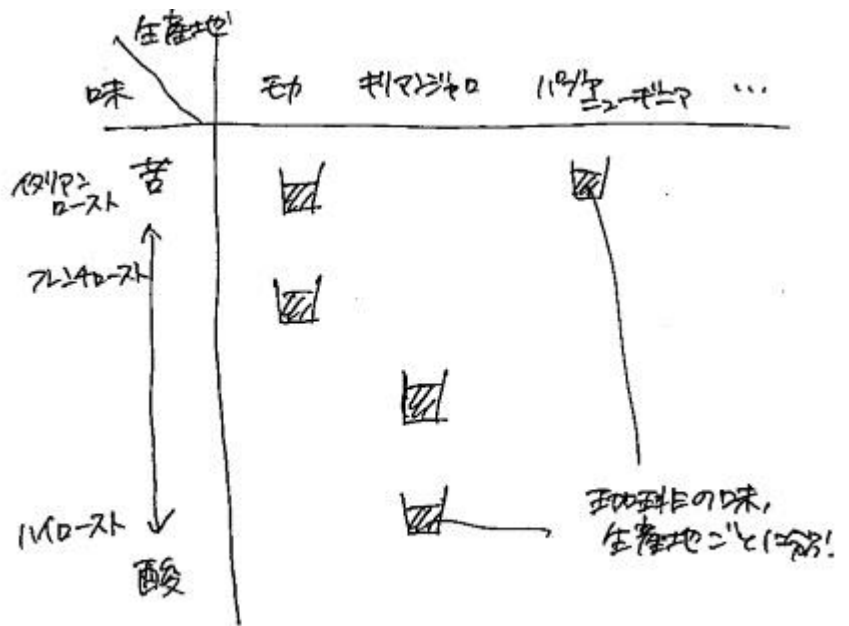 生産地
味
モカ
キリマンジャロ
パプア
ニューギニア
…
イタリアン
ロースト
苦
フレンチロースト
ハイロースト
酸
珈琲の味,
生産地ごとに